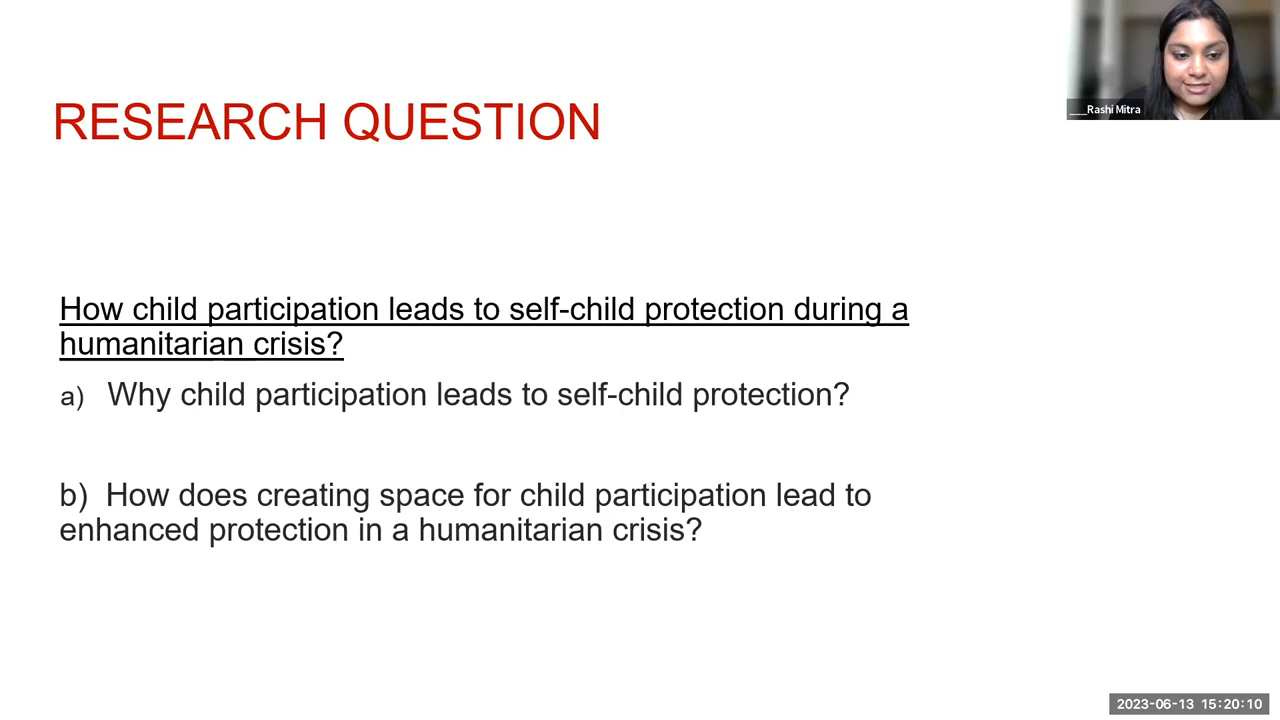 RESEARCH QUESTION
___Rashi Mitra
How child participation leads to self-child protection during a
humanitarian crisis?
a) Why child participation leads to self-child protection?
b) How does creating space for child participation lead to
enhanced protection in a humanitarian crisis?
2023-06-13 15:20:10